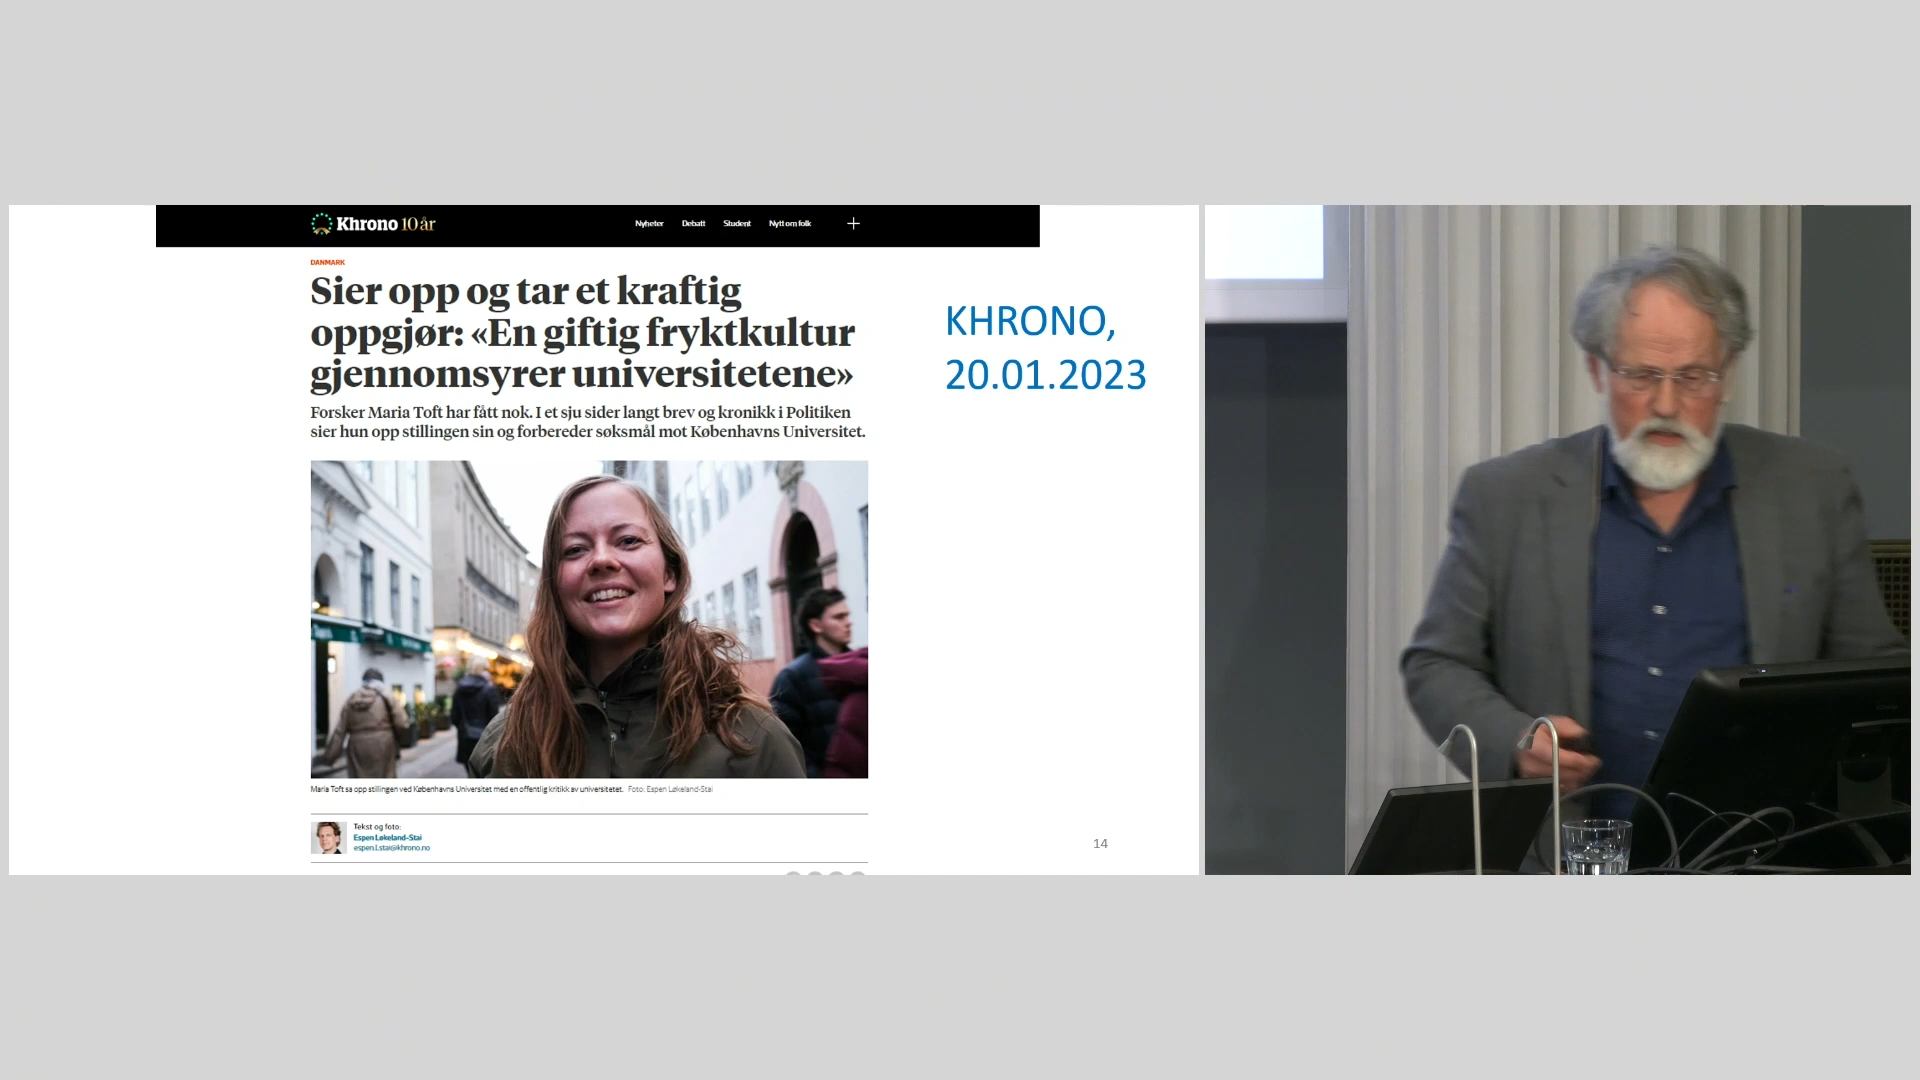 Khrono 10 år
Nyheter Debatt Student Nytt om folk
DANMARK
Sier opp og tar et kraftig
oppgjør: «En giftig fryktkultur
gjennomsyrer universitetene»
Forsker Maria Toft har fått nok. I et sju sider langt brev og kronikk i Politiken
sier hun opp stillingen sin og forbereder søksmål mot Københavns Universitet.
Maria Toft sa opp stillingen ved Københavns Universitet med en offentlig kritikk av universitetet. Foto: Espen Løkeland-Stai
Tekst og foto:
Espen Løkeland-Stai
espen.l.stai@khrono.no
KHRONO,
20.01.2023
14